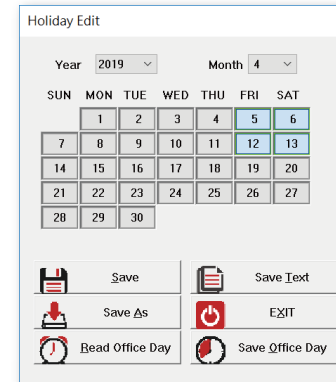 Holiday Edit
Year 2019 Month 4
SUN MON TUE WED THU FRI SAT
1 2 3 4 5 6
7 8 9 10 11 12 13
14 15 16 17 18 19 20
21 22 23 24 25 26 27
28 29 30
Save Save Text
Save As EXIT
Read Office Day Save Office Day